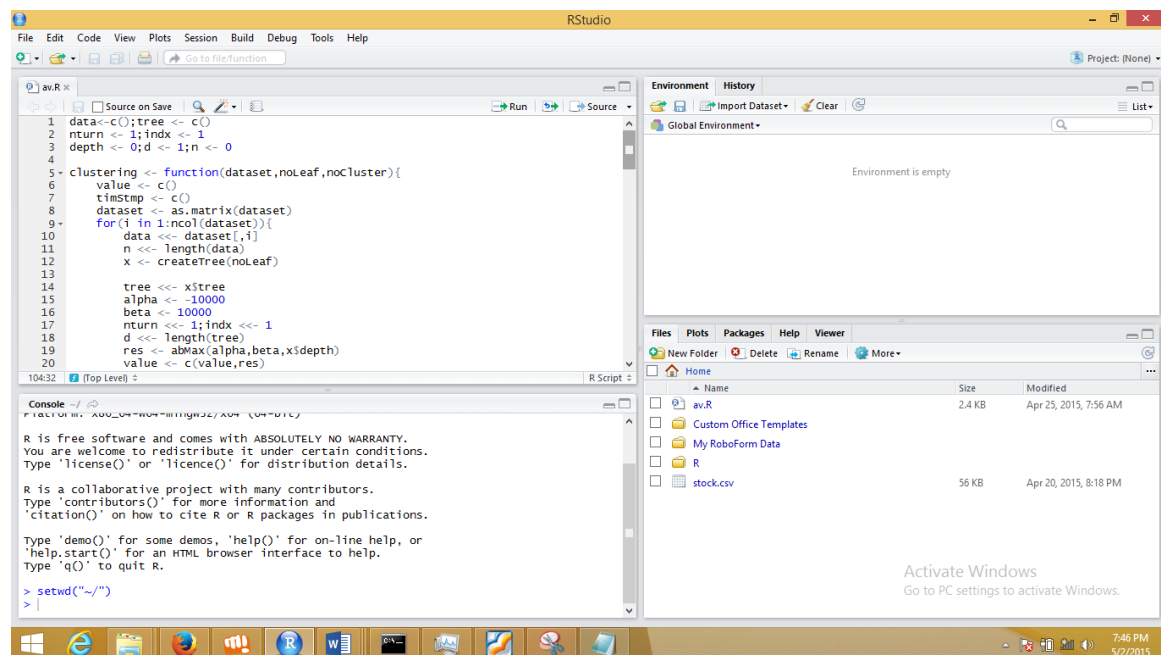 RStudio
File Edit Code View Plots Session Build Debug Tools Help
Go to file/function
Project: (None)
av.R
Source on Save
Run
Source
1 data<-c();tree <- c()
2 nturn <- 1;indx <- 1
3 depth <- 0;d <- 1;n <- 0
4
5 clustering <- function(dataset,noLeaf,noCluster){
6 value <- c()
7 timStmp <- c()
8 dataset <- as.matrix(dataset)
9 for(i in 1:ncol(dataset)){
10 data <<- dataset[,i]
11 n <<- length(data)
12 x <- createTree(noLeaf)
13
14 tree <<- x$tree
15 alpha <- -10000
16 beta <- 10000
17 nturn <<- 1;indx <<- 1
18 d <<- length(tree)
19 res <- abMax(alpha,beta,x$depth)
20 value <- c(value,res)
104:32 (Top Level)
R Script
Console ~/
Platform: x86_64-w64-mingw32/x64 (64-bit)
R is free software and comes with ABSOLUTELY NO WARRANTY.
You are welcome to redistribute it under certain conditions.
Type 'license()' or 'licence()' for distribution details.
R is a collaborative project with many contributors.
Type 'contributors()' for more information and
'citation()' on how to cite R or R packages in publications.
Type 'demo()' for some demos, 'help()' for on-line help, or
'help.start()' for an HTML browser interface to help.
Type 'q()' to quit R.
> setwd("~/")
>
Environment History
Import Dataset
Clear
List
Global Environment
Environment is empty
Files Plots Packages Help Viewer
New Folder Delete Rename More
Home
Name Size Modified
av.R 2.4 KB Apr 25, 2015, 7:56 AM
Custom Office Templates
My RoboForm Data
R
stock.csv 56 KB Apr 20, 2015, 8:18 PM
Activate Windows
Go to PC settings to activate Windows.
7:46 PM
5/2/2015